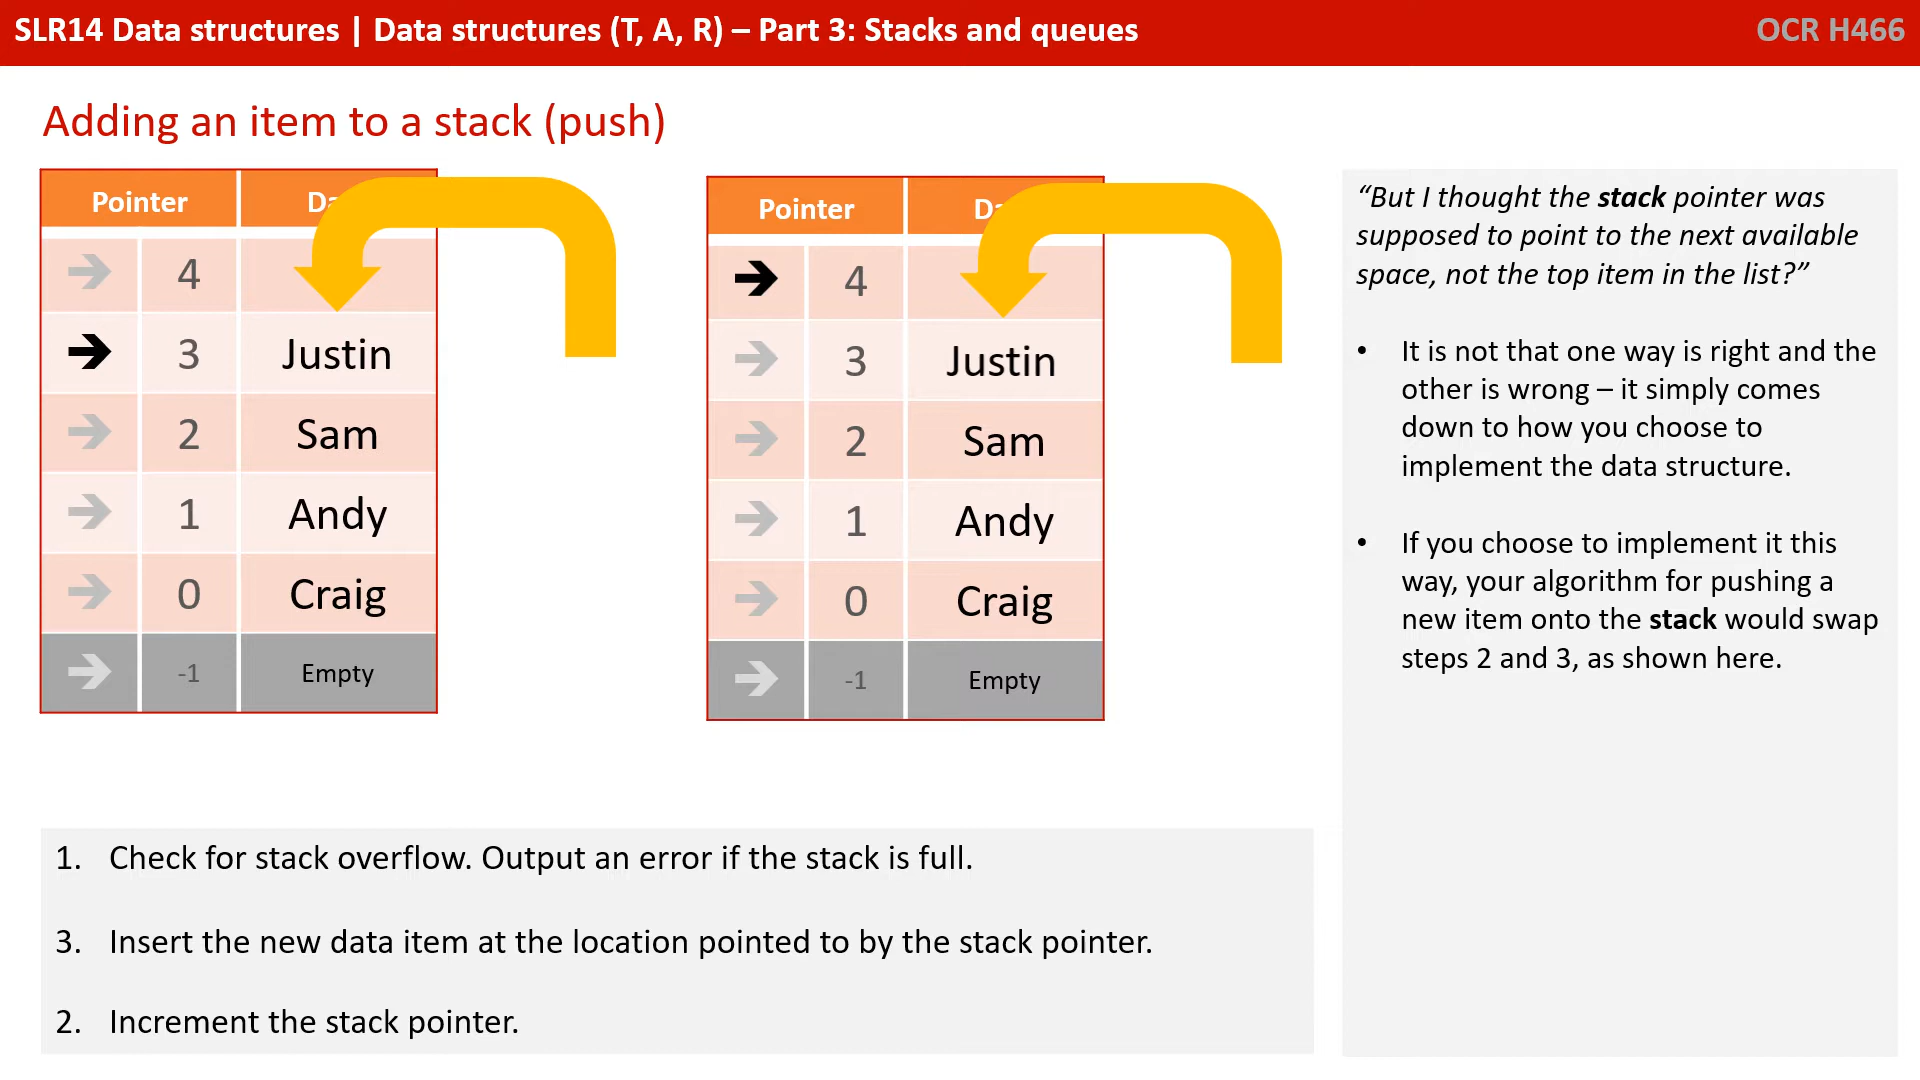 SLR14 Data structures | Data structures (T, A, R) – Part 3: Stacks and queues
OCR H466
Adding an item to a stack (push)
Pointer
4
3 Justin
2 Sam
1 Andy
0 Craig
-1 Empty
Pointer
4
3 Justin
2 Sam
1 Andy
0 Craig
-1 Empty
“But I thought the stack pointer was
supposed to point to the next available
space, not the top item in the list?”
• It is not that one way is right and the
other is wrong – it simply comes
down to how you choose to
implement the data structure.
• If you choose to implement it this
way, your algorithm for pushing a
new item onto the stack would swap
steps 2 and 3, as shown here.
1. Check for stack overflow. Output an error if the stack is full.
3. Insert the new data item at the location pointed to by the stack pointer.
2. Increment the stack pointer.